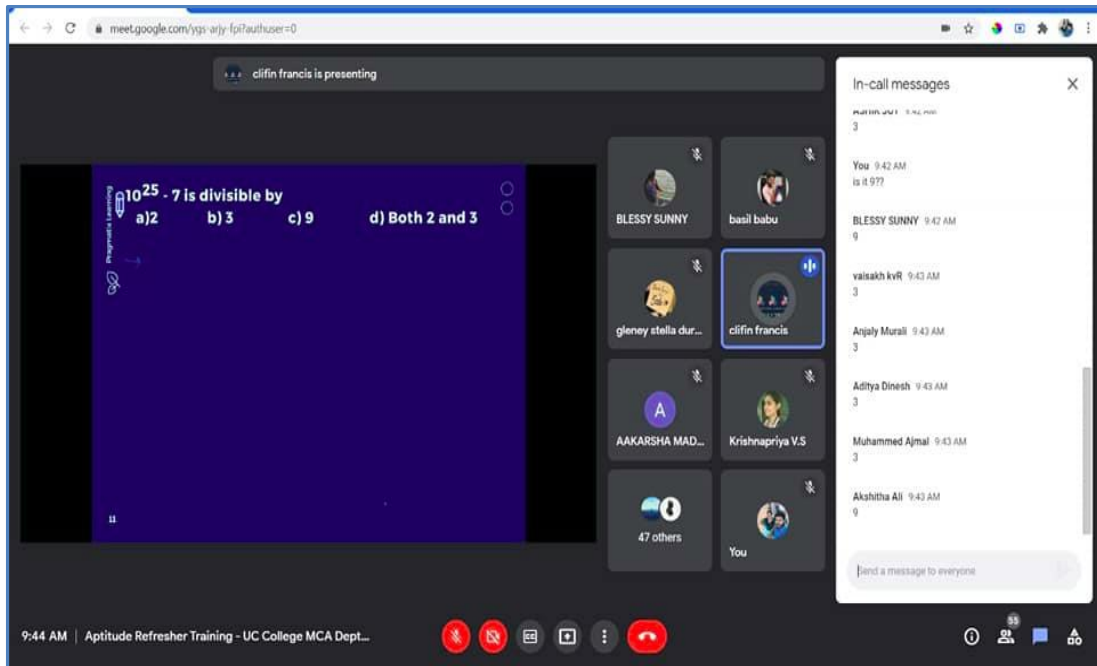 meet.google.com/ygs-arjy-fpi?authuser=0
clifin francis is presenting
Pragmatic Learning
10²⁵ - 7 is divisible by
a)2 b) 3 c) 9 d) Both 2 and 3
11
BLESSY SUNNY
basil babu
gleney stella dur...
clifin francis
A
AAKARSHA MAD...
Krishnapriya V.S
47 others
You
In-call messages
3
You 9:42 AM
is it 9??
BLESSY SUNNY 9:42 AM
9
vaisakh kvR 9:43 AM
3
Anjaly Murali 9:43 AM
3
Aditya Dinesh 9:43 AM
3
Muhammed Ajmal 9:43 AM
3
Akshitha Ali 9:43 AM
9
Send a message to everyone
9:44 AM | Aptitude Refresher Training - UC College MCA Dept...
55